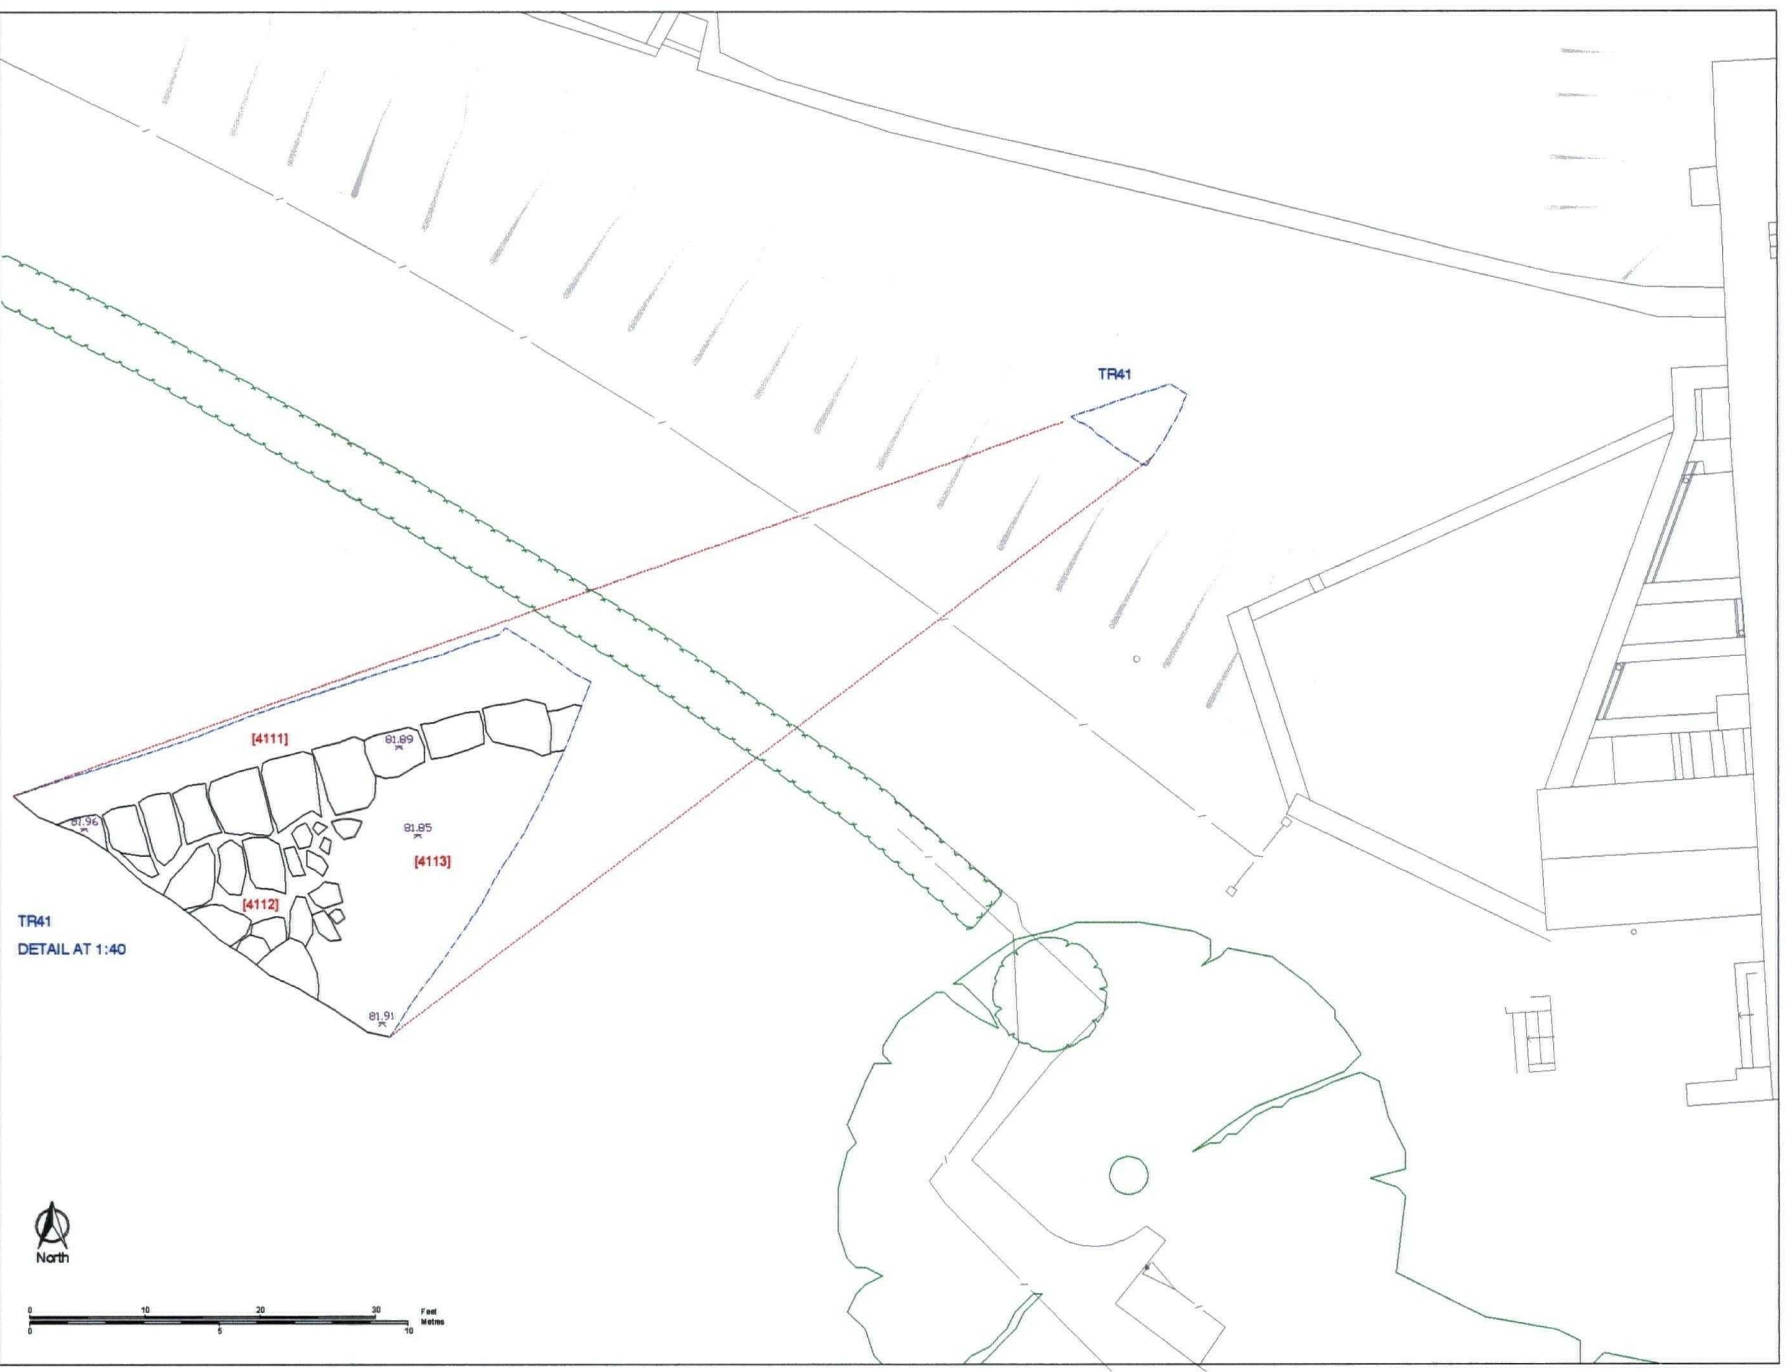 TR41
[4111]
81.89
81.96
81.85
[4113]
[4112]
TR41
DETAIL AT 1:40
81.91
North
0 10 20 30 Feet
0 5 10 Metres